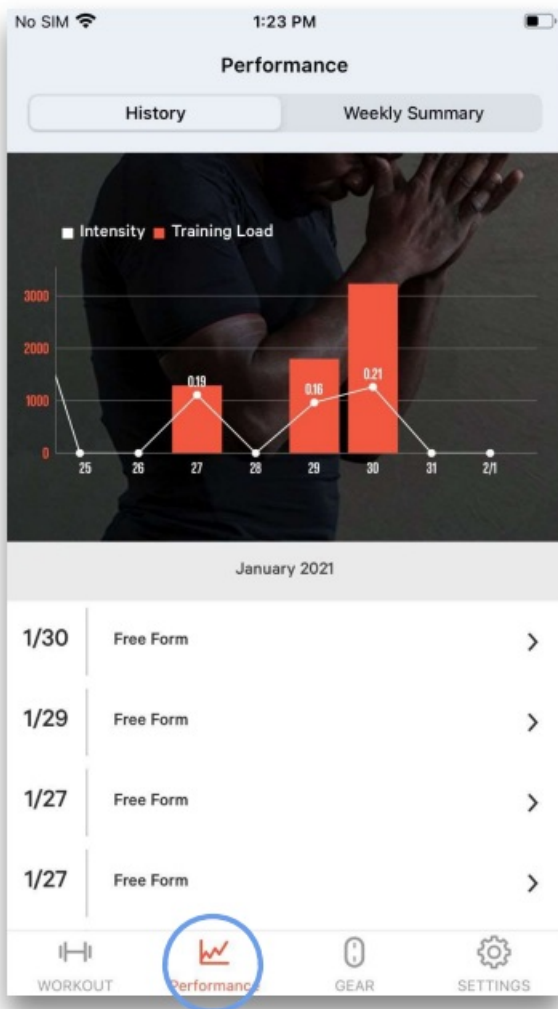 No SIM 1:23 PM
Performance
History Weekly Summary
Intensity Training Load
3000
2000
1000
0
0.19 0.16 0.21
25 26 27 28 29 30 31 2/1
January 2021
1/30 Free Form
1/29 Free Form
1/27 Free Form
1/27 Free Form
WORKOUT Performance GEAR SETTINGS